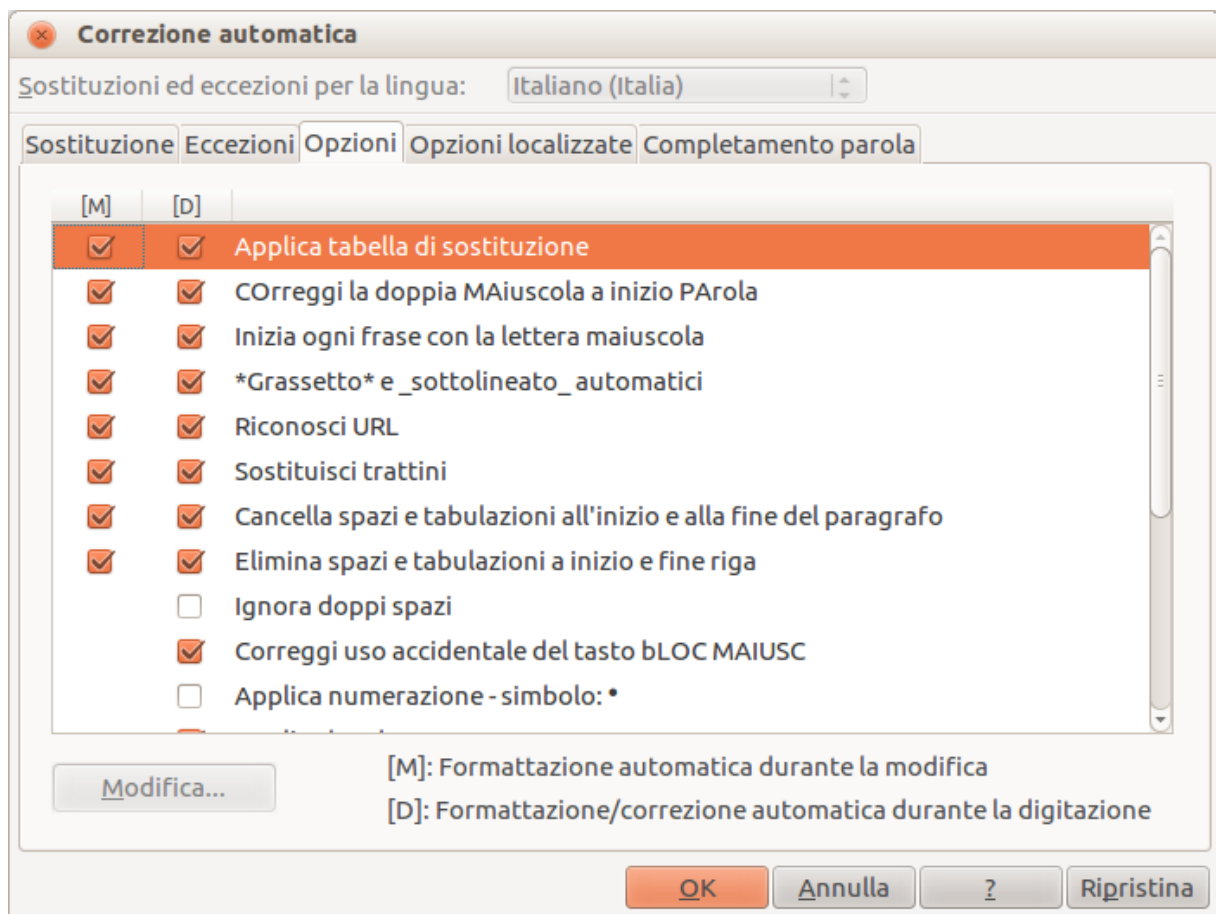 Correzione automatica
Sostituzioni ed eccezioni per la lingua: Italiano (Italia)
Sostituzione Eccezioni Opzioni Opzioni localizzate Completamento parola
[M] [D]
Applica tabella di sostituzione
COrreggi la doppia MAiuscola a inizio PArola
Inizia ogni frase con la lettera maiuscola
*Grassetto* e _sottolineato_ automatici
Riconosci URL
Sostituisci trattini
Cancella spazi e tabulazioni all'inizio e alla fine del paragrafo
Elimina spazi e tabulazioni a inizio e fine riga
Ignora doppi spazi
Correggi uso accidentale del tasto bLOC MAIUSC
Applica numerazione - simbolo: •
Modifica...
[M]: Formattazione automatica durante la modifica
[D]: Formattazione/correzione automatica durante la digitazione
OK Annulla ? Ripristina